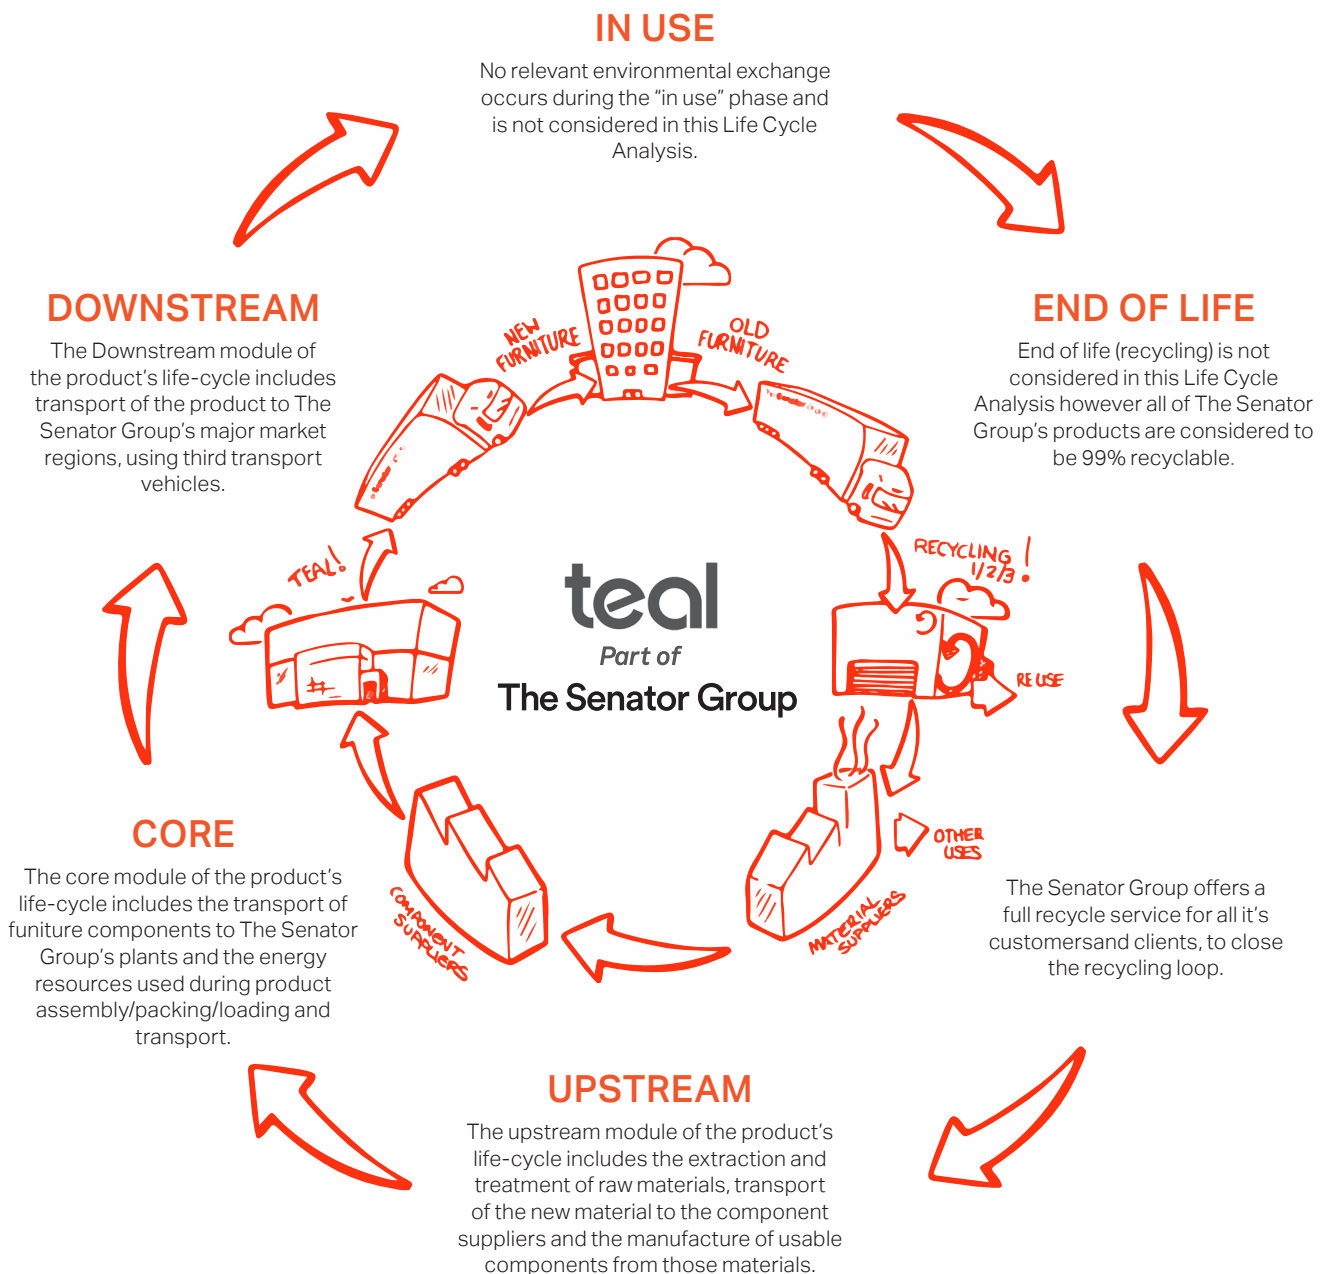 IN USE
No relevant environmental exchange
occurs during the “in use” phase and
is not considered in this Life Cycle
Analysis.
DOWNSTREAM
The Downstream module of
the product’s life-cycle includes
transport of the product to The
Senator Group’s major market
regions, using third transport
vehicles.
END OF LIFE
End of life (recycling) is not
considered in this Life Cycle
Analysis however all of The Senator
Group’s products are considered to
be 99% recyclable.
NEW
FURNITURE
OLD
FURNITURE
Senator
Senator
TEAL!
RECYCLING
1/2/3!
RE USE
teal
Part of
The Senator Group
OTHER
USES
MATERIAL
SUPPLIERS
COMPONENT
SUPPLIERS
CORE
The core module of the product’s
life-cycle includes the transport of
funiture components to The Senator
Group’s plants and the energy
resources used during product
assembly/packing/loading and
transport.
The Senator Group offers a
full recycle service for all it’s
customersand clients, to close
the recycling loop.
UPSTREAM
The upstream module of the product’s
life-cycle includes the extraction and
treatment of raw materials, transport
of the new material to the component
suppliers and the manufacture of usable
components from those materials.